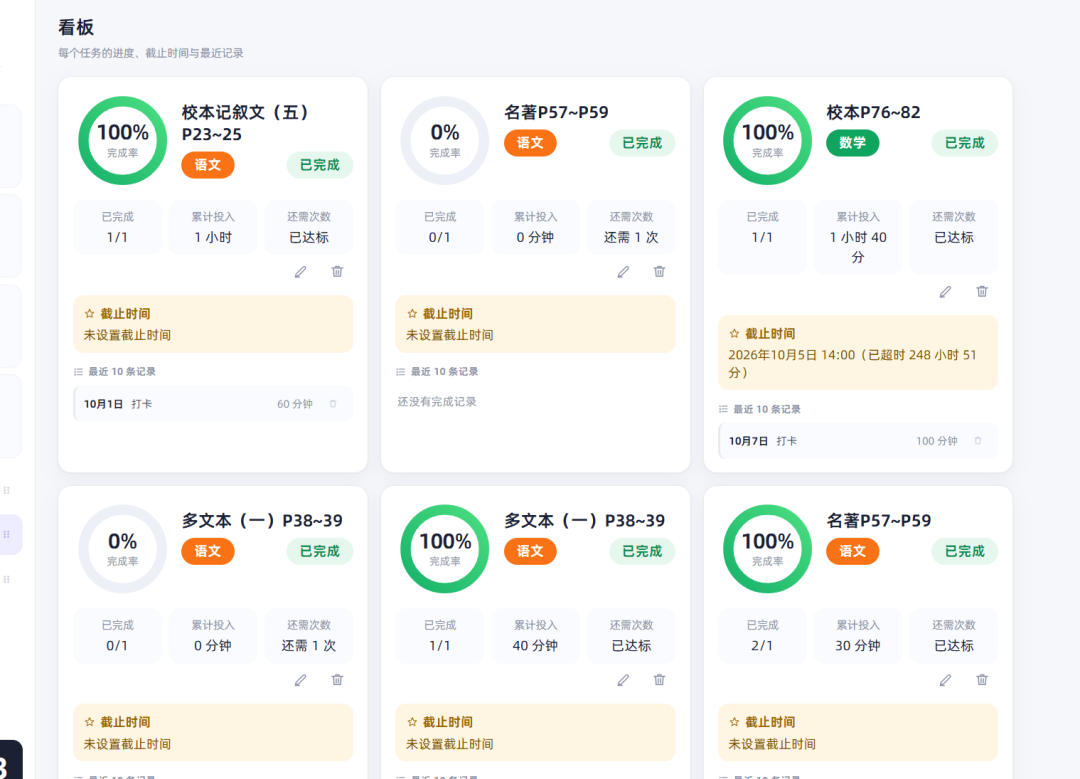 看板
每个任务的进度、截止时间与最近记录
100%
完成率
校本记叙文（五）
P23~25
语文
已完成
已完成
1/1
累计投入
1 小时
还需次数
已达标
截止时间
未设置截止时间
最近 10 条记录
10月1日 打卡 60 分钟
0%
完成率
名著P57~P59
语文
已完成
已完成
0/1
累计投入
0 分钟
还需次数
还需 1 次
截止时间
未设置截止时间
最近 10 条记录
还没有完成记录
100%
完成率
校本P76~82
数学
已完成
已完成
1/1
累计投入
1 小时 40
分
还需次数
已达标
截止时间
2026年10月5日 14:00（已超时 248 小时 51
分）
最近 10 条记录
10月7日 打卡 100 分钟
0%
完成率
多文本（一）P38~39
语文
已完成
已完成
0/1
累计投入
0 分钟
还需次数
还需 1 次
截止时间
未设置截止时间
100%
完成率
多文本（一）P38~39
语文
已完成
已完成
1/1
累计投入
40 分钟
还需次数
已达标
截止时间
未设置截止时间
100%
完成率
名著P57~P59
语文
已完成
已完成
2/1
累计投入
30 分钟
还需次数
已达标
截止时间
未设置截止时间